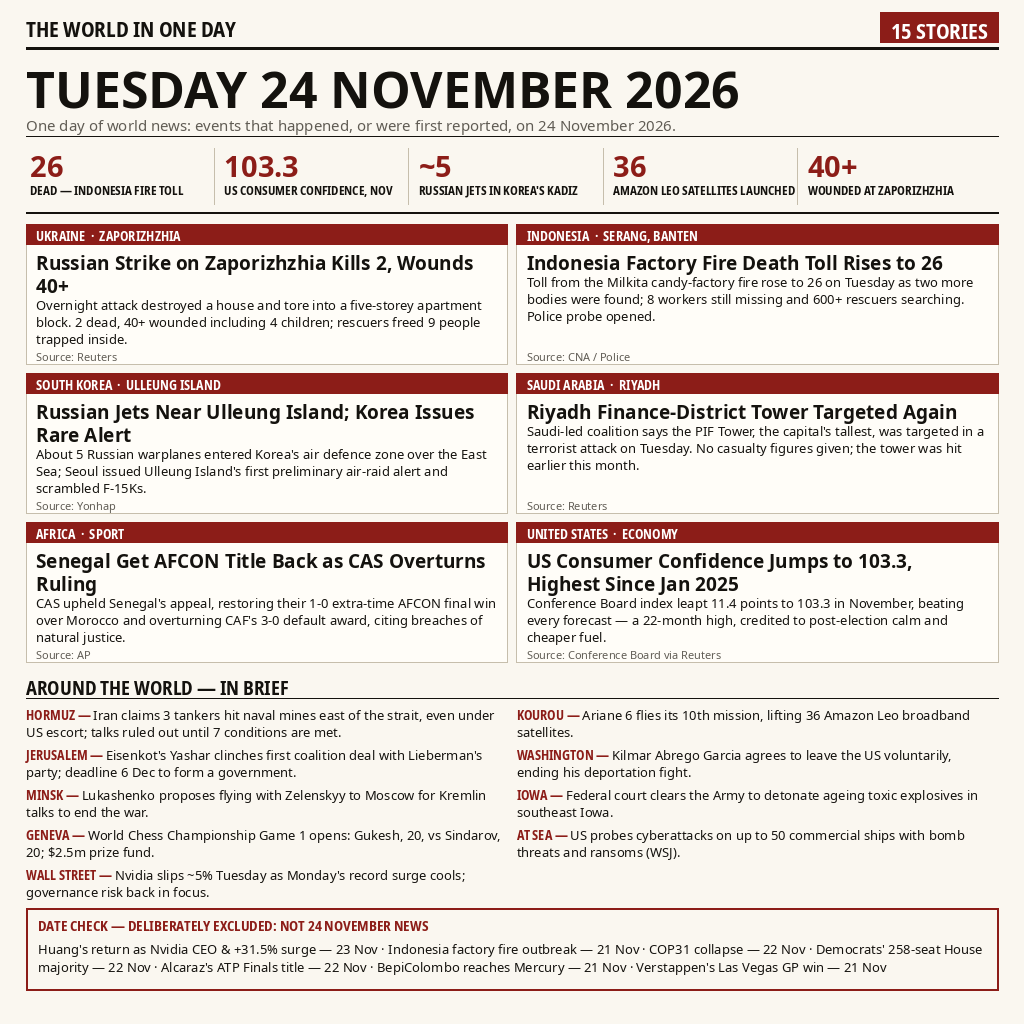 THE WORLD IN ONE DAY
15 STORIES
TUESDAY 24 NOVEMBER 2026
One day of world news: events that happened, or were first reported, on 24 November 2026.
26
DEAD — INDONESIA FIRE TOLL
103.3
US CONSUMER CONFIDENCE, NOV
~5
RUSSIAN JETS IN KOREA'S KADIZ
36
AMAZON LEO SATELLITES LAUNCHED
40+
WOUNDED AT ZAPORIZHZHIA
UKRAINE · ZAPORIZHZHIA
Russian Strike on Zaporizhzhia Kills 2, Wounds
40+
Overnight attack destroyed a house and tore into a five-storey apartment
block. 2 dead, 40+ wounded including 4 children; rescuers freed 9 people
trapped inside.
Source: Reuters
INDONESIA · SERANG, BANTEN
Indonesia Factory Fire Death Toll Rises to 26
Toll from the Milkita candy-factory fire rose to 26 on Tuesday as two more
bodies were found; 8 workers still missing and 600+ rescuers searching.
Police probe opened.
Source: CNA / Police
SOUTH KOREA · ULLEUNG ISLAND
Russian Jets Near Ulleung Island; Korea Issues
Rare Alert
About 5 Russian warplanes entered Korea's air defence zone over the East
Sea; Seoul issued Ulleung Island's first preliminary air-raid alert and
scrambled F-15Ks.
Source: Yonhap
SAUDI ARABIA · RIYADH
Riyadh Finance-District Tower Targeted Again
Saudi-led coalition says the PIF Tower, the capital's tallest, was targeted in a
terrorist attack on Tuesday. No casualty figures given; the tower was hit
earlier this month.
Source: Reuters
AFRICA · SPORT
Senegal Get AFCON Title Back as CAS Overturns
Ruling
CAS upheld Senegal's appeal, restoring their 1-0 extra-time AFCON final win
over Morocco and overturning CAF's 3-0 default award, citing breaches of
natural justice.
Source: AP
UNITED STATES · ECONOMY
US Consumer Confidence Jumps to 103.3,
Highest Since Jan 2025
Conference Board index leapt 11.4 points to 103.3 in November, beating
every forecast — a 22-month high, credited to post-election calm and
cheaper fuel.
Source: Conference Board via Reuters
AROUND THE WORLD — IN BRIEF
HORMUZ — Iran claims 3 tankers hit naval mines east of the strait, even under
US escort; talks ruled out until 7 conditions are met.
JERUSALEM — Eisenkot's Yashar clinches first coalition deal with Lieberman's
party; deadline 6 Dec to form a government.
MINSK — Lukashenko proposes flying with Zelenskyy to Moscow for Kremlin
talks to end the war.
GENEVA — World Chess Championship Game 1 opens: Gukesh, 20, vs Sindarov,
20; $2.5m prize fund.
WALL STREET — Nvidia slips ~5% Tuesday as Monday's record surge cools;
governance risk back in focus.
KOUROU — Ariane 6 flies its 10th mission, lifting 36 Amazon Leo broadband
satellites.
WASHINGTON — Kilmar Abrego Garcia agrees to leave the US voluntarily,
ending his deportation fight.
IOWA — Federal court clears the Army to detonate ageing toxic explosives in
southeast Iowa.
AT SEA — US probes cyberattacks on up to 50 commercial ships with bomb
threats and ransoms (WSJ).
DATE CHECK — DELIBERATELY EXCLUDED: NOT 24 NOVEMBER NEWS
Huang's return as Nvidia CEO & +31.5% surge — 23 Nov · Indonesia factory fire outbreak — 21 Nov · COP31 collapse — 22 Nov · Democrats' 258-seat House
majority — 22 Nov · Alcaraz's ATP Finals title — 22 Nov · BepiColombo reaches Mercury — 21 Nov · Verstappen's Las Vegas GP win — 21 Nov